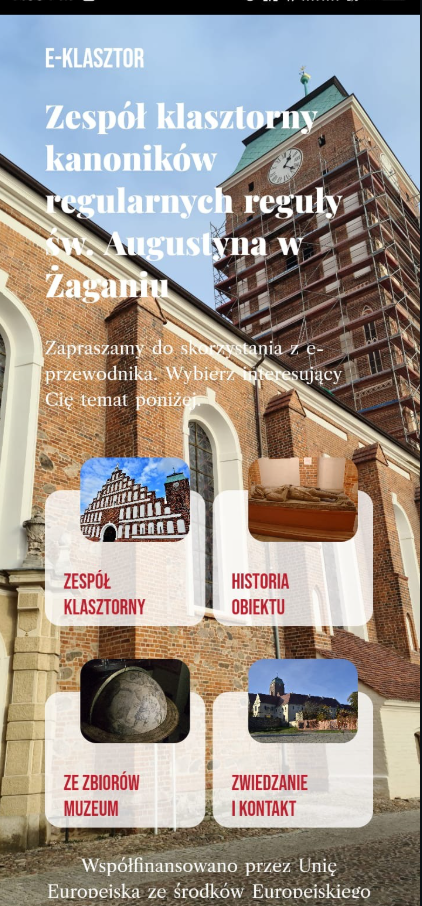 E-KLASZTOR
Zespół klasztorny
kanoników
regularnych reguły
św. Augustyna w
Żaganiu
Zapraszamy do skorzystania z e-
przewodnika. Wybierz interesujący
Cię temat poniżej.
ZESPÓŁ
KLASZTORNY
HISTORIA
OBIEKTU
ZE ZBIORÓW
MUZEUM
ZWIEDZANIE
I KONTAKT
Współfinansowano przez Unię
Europejską ze środków Europejskiego